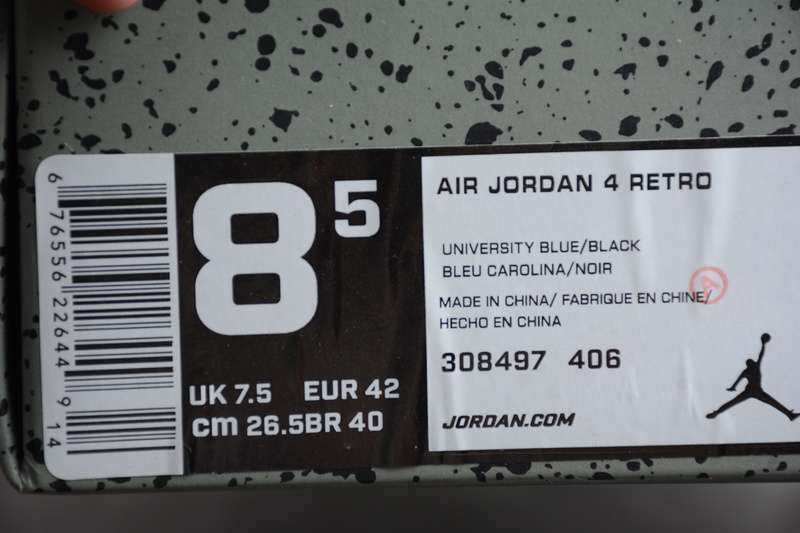 6 76556 22644 9 14
8 5
UK 7.5 EUR 42
cm 26.5BR 40
AIR JORDAN 4 RETRO
UNIVERSITY BLUE/BLACK
BLEU CAROLINA/NOIR
MADE IN CHINA/ FABRIQUE EN CHINE/
HECHO EN CHINA
308497 406
JORDAN.COM
A